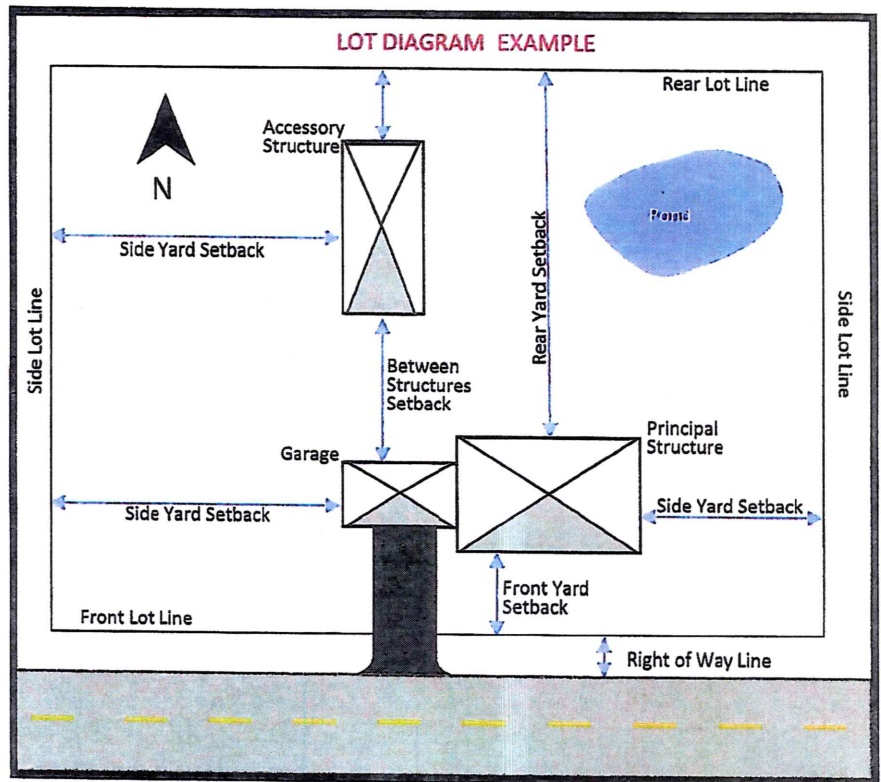 LOT DIAGRAM EXAMPLE
Rear Lot Line
Accessory
Structure
N
Side Yard Setback
Rear Yard Setback
Side Lot Line
Side Lot Line
Between
Structures
Setback
Principal
Structure
Garage
Side Yard Setback
Side Yard Setback
Front Yard
Setback
Front Lot Line
Right of Way Line